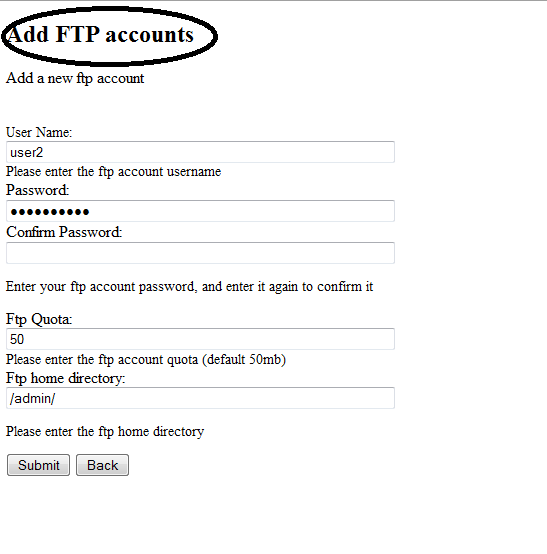 Add FTP accounts
Add a new ftp account
User Name:
user2
Please enter the ftp account username
Password:
●●●●●●●●●●
Confirm Password:
Enter your ftp account password, and enter it again to confirm it
Ftp Quota:
50
Please enter the ftp account quota (default 50mb)
Ftp home directory:
/admin/
Please enter the ftp home directory
Submit Back